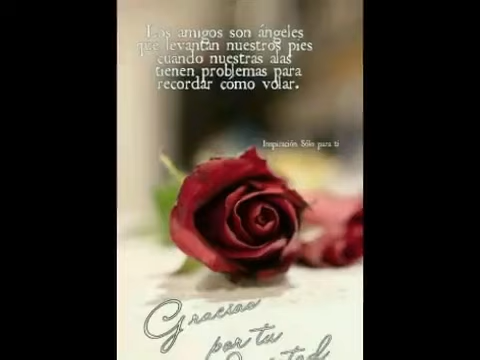 Los amigos son ángeles
que levantan nuestros pies
cuando nuestras alas
tienen problemas para
recordar cómo volar.
Inspiración Sólo para ti
Gracias
por tu